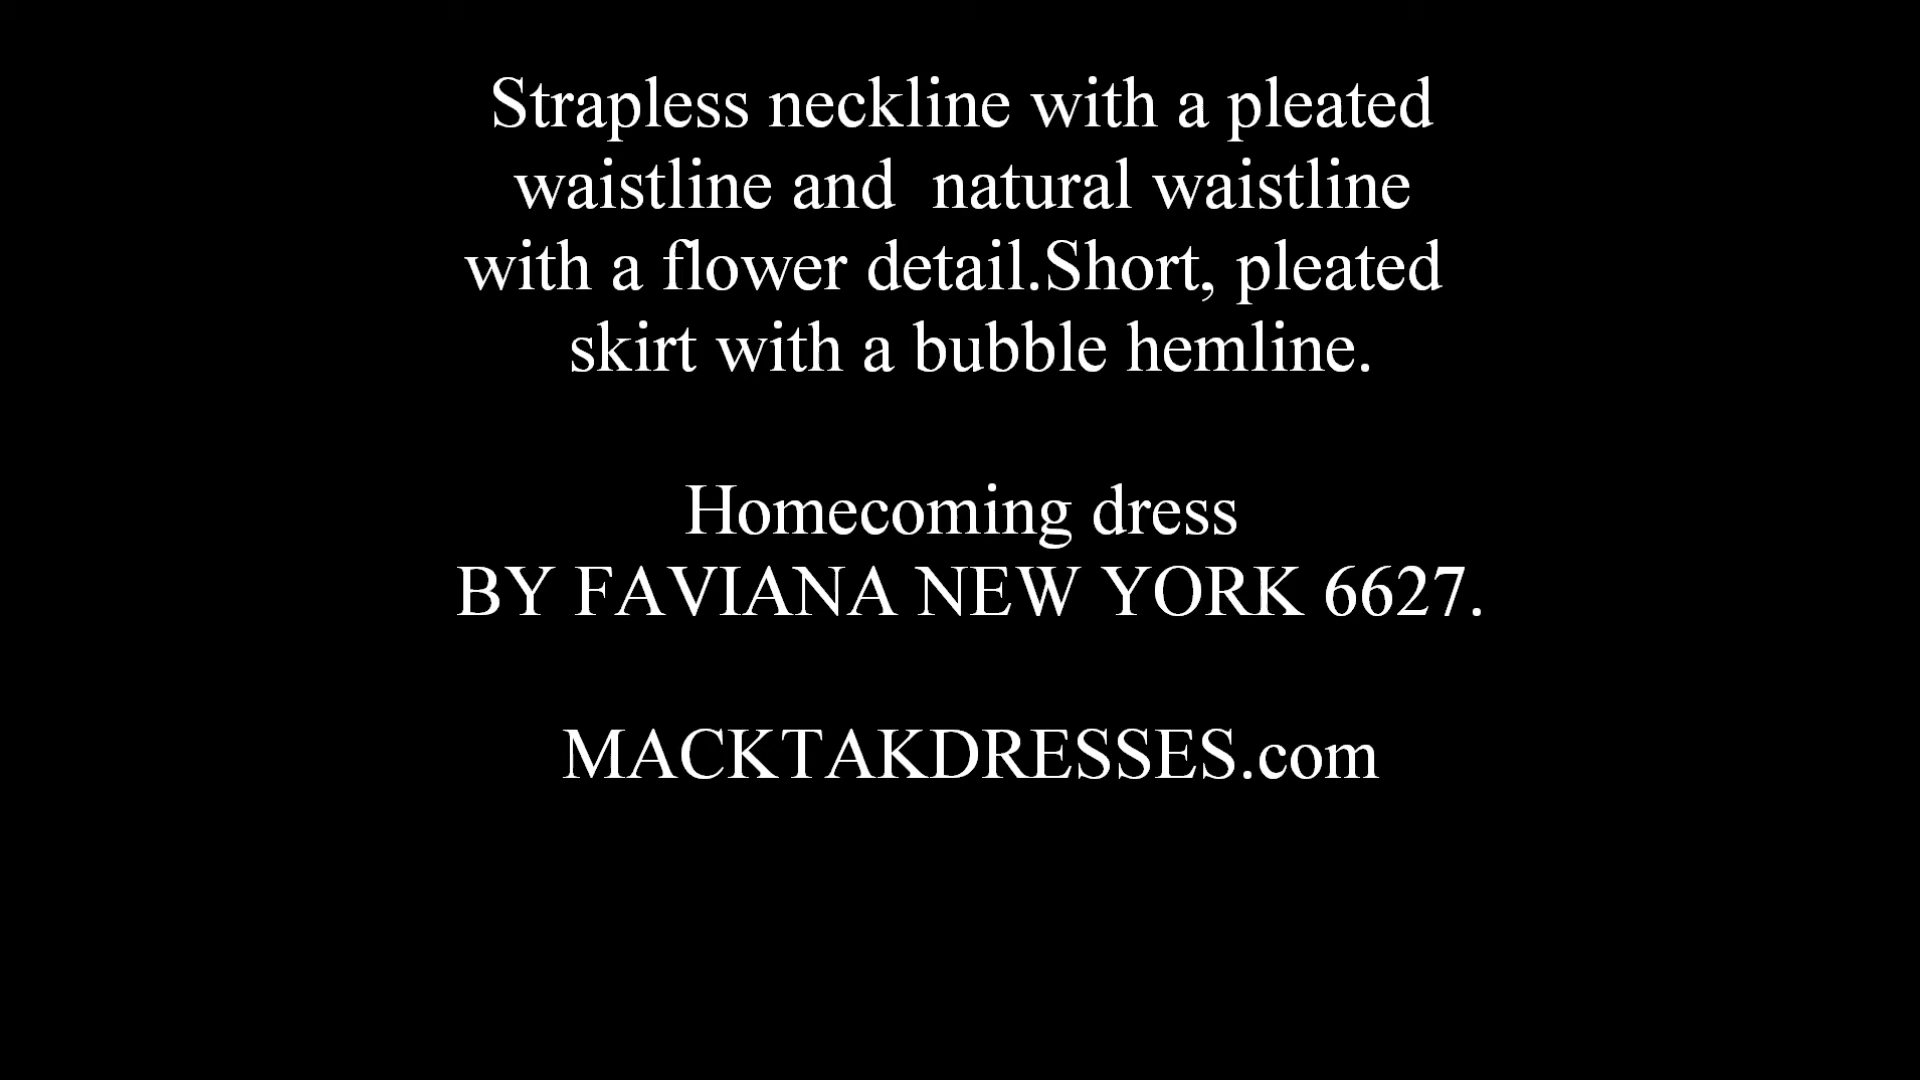 Strapless neckline with a pleated
waistline and  natural waistline
with a flower detail.Short, pleated
skirt with a bubble hemline.
Homecoming dress
BY FAVIANA NEW YORK 6627.
MACKTAKDRESSES.com